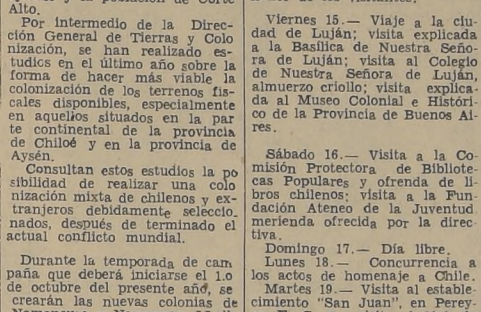 Alto.
Por intermedio de la Direc-
ción General de Tierras y Colo
nización, se han realizado es-
tudics en el último año sobre la
forma de hacer más viable la
colonización de los terrenos fis-
cales disponibles, especialmente
en aquellos situados en la par
te continental de la provincia
de Chiloé y en la provincia de
Aysén.
Consultan estos estudios la po
sibilidad de realizar una colo
nización mixta de chilenos y ex-
tranjeros debidamente seleccio-
nados, después de terminado el
actual conflicto mundial.
Durante la temporada de cam
paña que deberá iniciarse el 1.o
de octubre del presente año, se
crearán las nuevas colonias de
Viernes 15.— Viaje a la ciu-
dad de Luján; visita explicada
a la Basílica de Nuestra Seño-
ra de Luján; visita al Colegio
de Nuestra Señora de Luján,
almuerzo criollo; visita explica-
da al Museo Colonial e Históri-
co de la Provincia de Buenos Ai-
res.
Sábado 16.— Visita a la Co-
misión Protectora de Bibliote-
cas Populares y ofrenda de li-
bros chilenos; visita a la Fun-
dación Ateneo de la Juventud
merienda ofrecida por la direc-
tiva.
Domingo 17.— Día libre.
Lunes 18.— Concurrencia a
los actos de homenaje a Chile.
Martes 19.— Visita al estable-
cimiento "San Juan", en Perey-